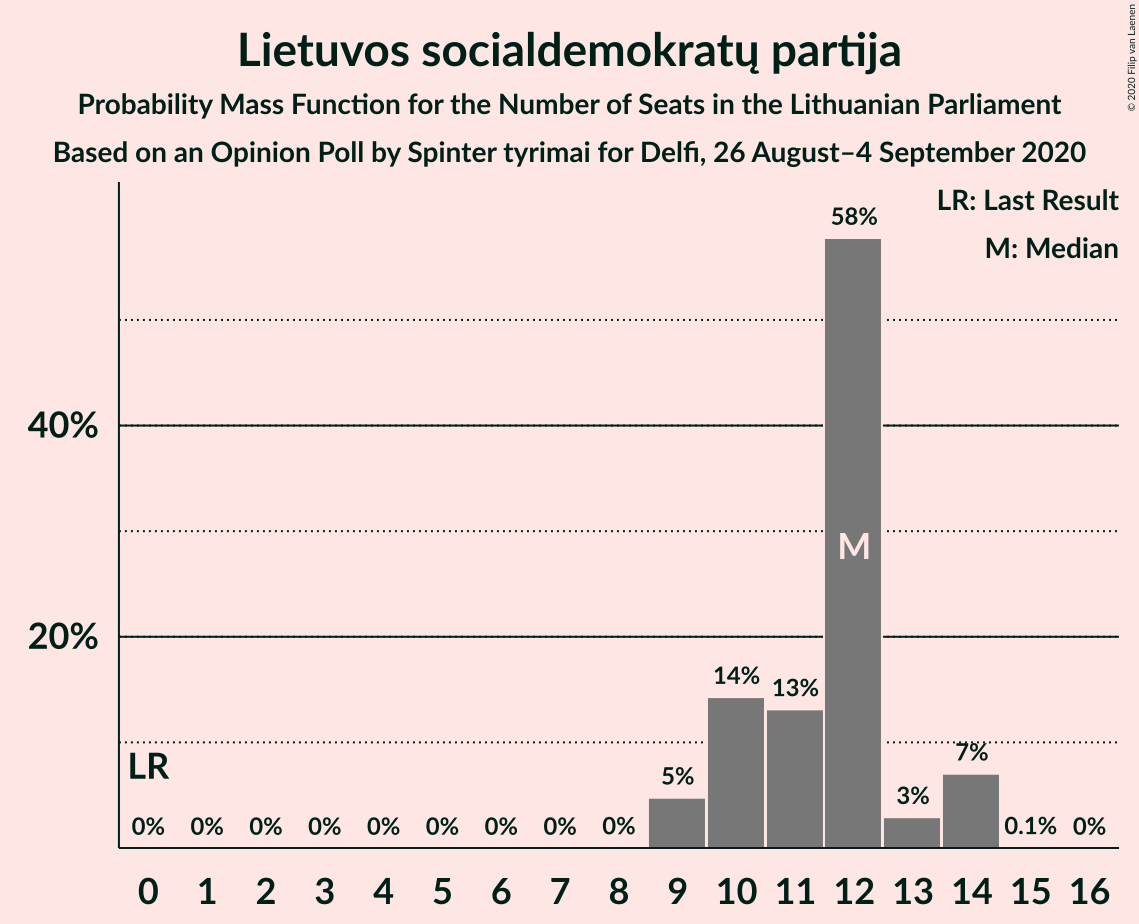 Lietuvos socialdemokratų partija
Probability Mass Function for the Number of Seats in the Lithuanian Parliament
Based on an Opinion Poll by Spinter tyrimai for Delfi, 26 August–4 September 2020
© 2020 Filip van Laenen
LR: Last Result
M: Median
58%
40%
M
20%
14%
13%
LR
7%
5%
3%
0% 0% 0% 0% 0% 0% 0% 0% 0% 0.1% 0%
0 1 2 3 4 5 6 7 8 9 10 11 12 13 14 15 16